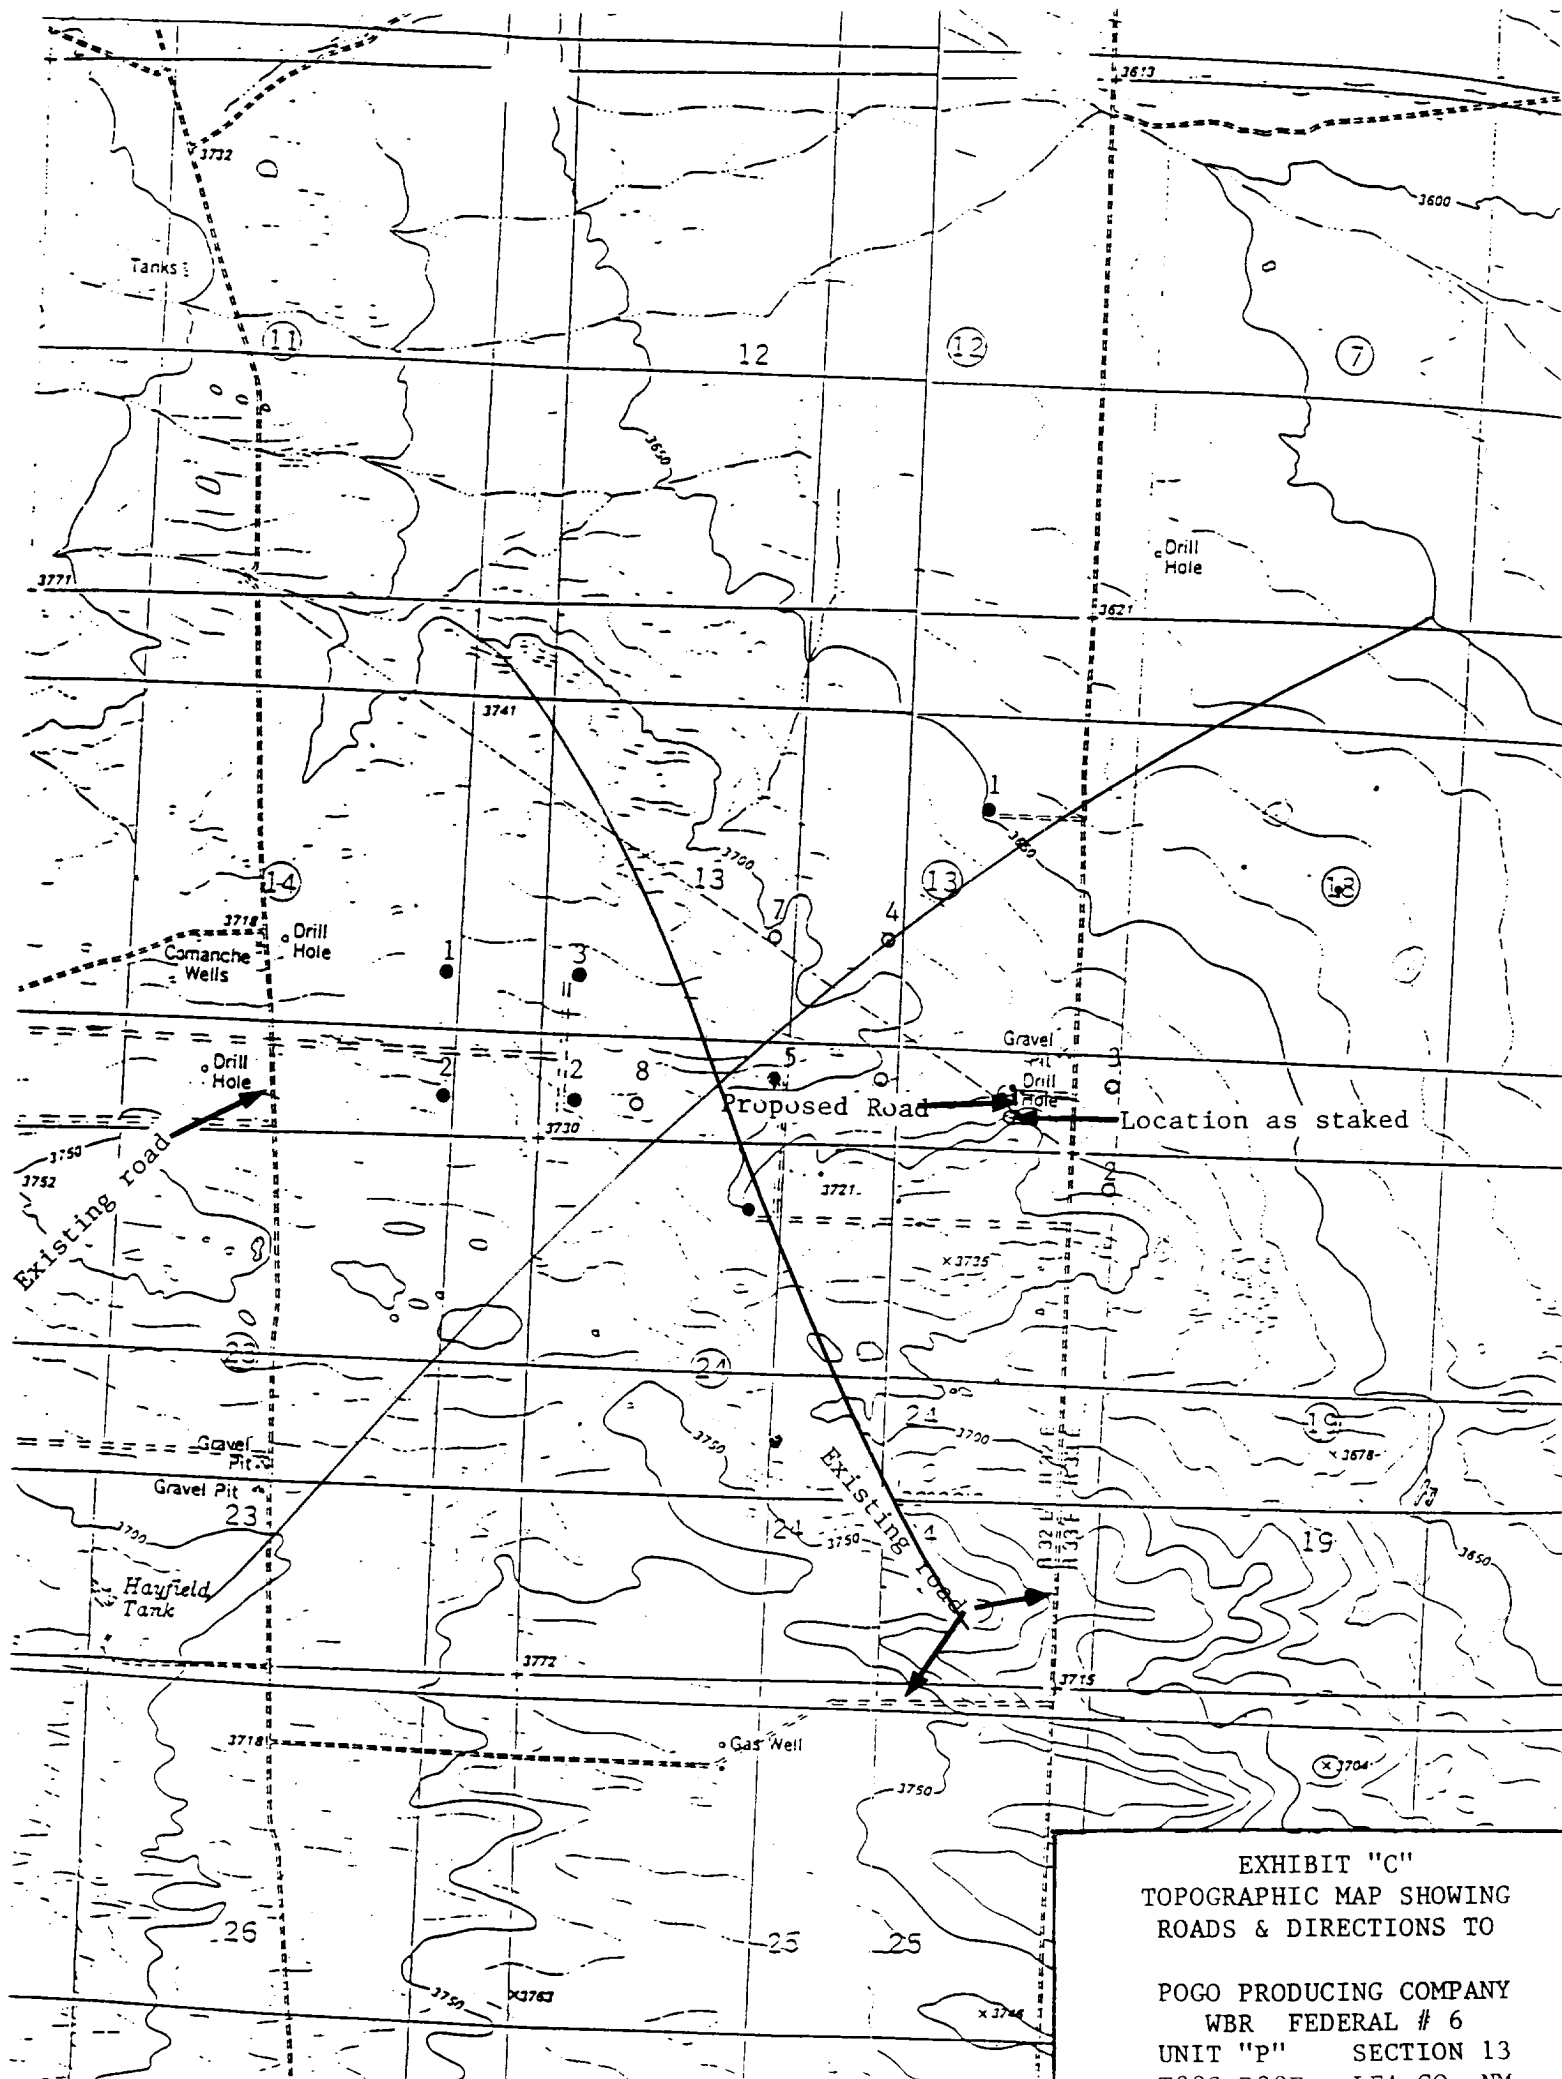 3613
3732
3600
Tanks
11
12
12
7
3650
Drill
Hole
3771
3621
3741
1
3700
13
13
14
18
3718
Drill
Hole
Comanche
Wells
7
4
1
3
Gravel
Drill
Hole
2
2
8
5
3
Drill
Hole
Proposed Road
Location as staked
3730
3750
3752
Existing road
3721
2
×3735
24
24
3750
3700
19
×3678
Gravel
Pit
Gravel Pit
23
Existing road
R 32 E
R 33 E
R 32 E
R 33 E
3700
24
3750
19
3650
Hayfield
Tank
3772
3715
3718
Gas Well
×3704
3750
26
25
25
3750
×3763
EXHIBIT "C"
TOPOGRAPHIC MAP SHOWING
ROADS & DIRECTIONS TO
POGO PRODUCING COMPANY
WBR FEDERAL # 6
UNIT "P" SECTION 13